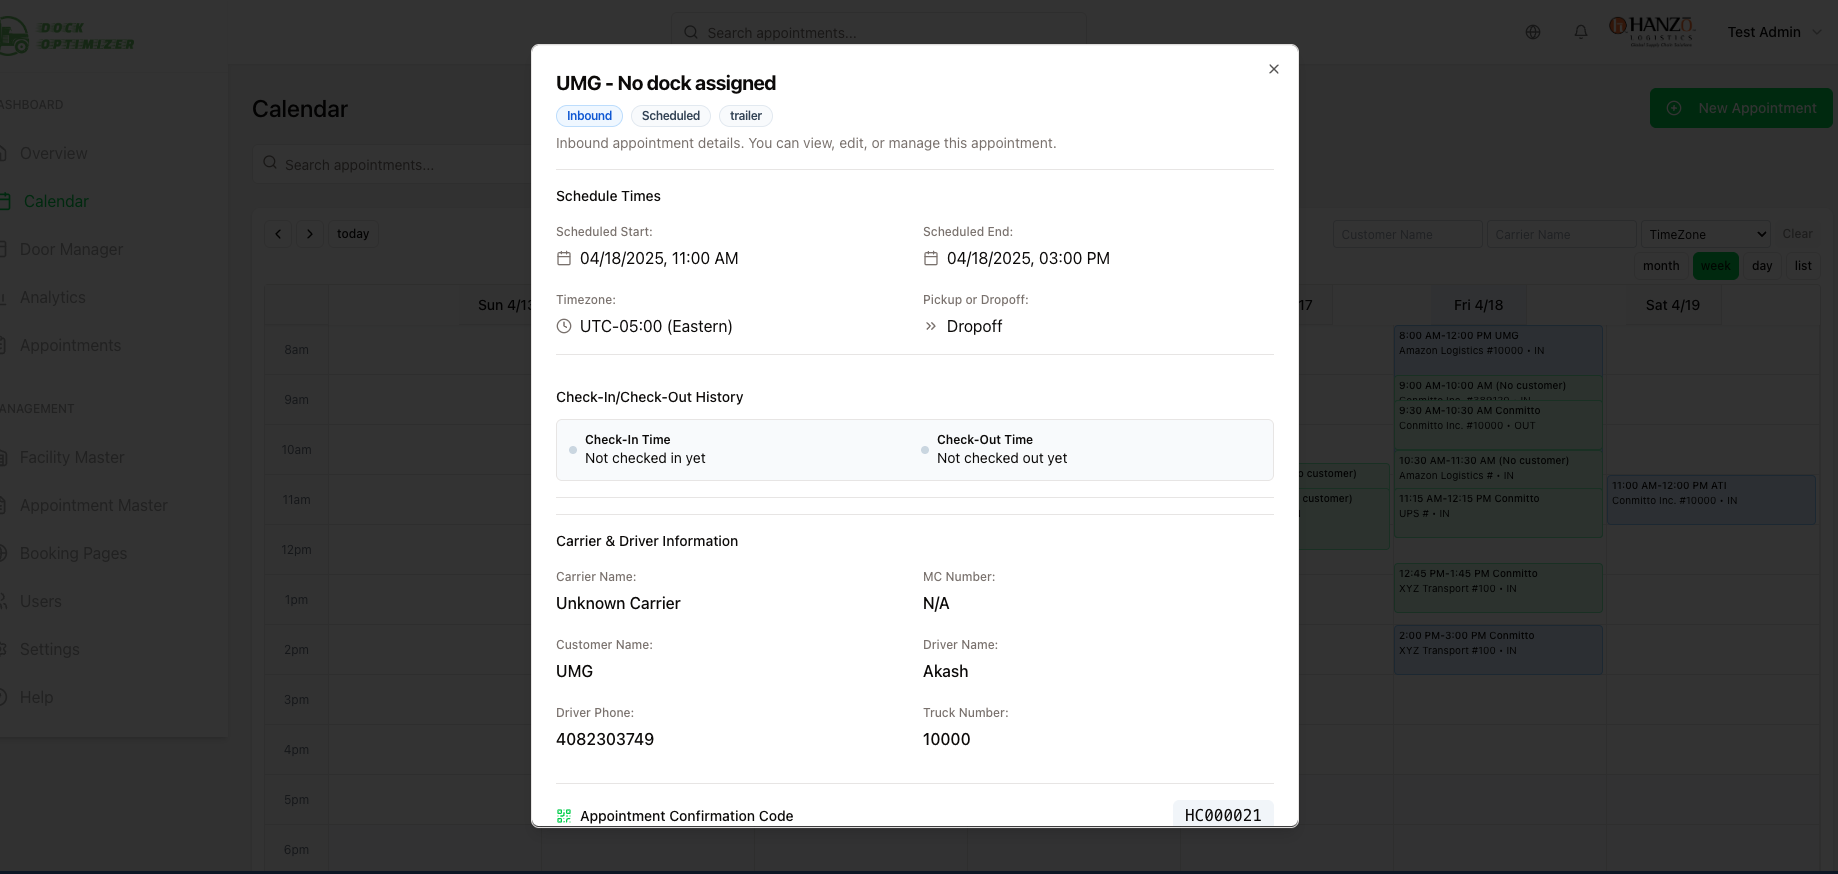 DOCK
OPTIMIZER
Search appointments...
HANZO
LOGISTICS
Test Admin
ASHBOARD
Overview
Calendar
Door Manager
Analytics
Appointments
ANAGEMENT
Facility Master
Appointment Master
Booking Pages
Users
Settings
Help
Calendar
New Appointment
Search appointments...
today
Customer Name
Carrier Name
TimeZone
Clear
month
week
day
list
Sun 4/13
17
Fri 4/18
Sat 4/19
8am
9am
10am
11am
12pm
1pm
2pm
3pm
4pm
5pm
6pm
o customer)
customer)
8:00 AM-12:00 PM UMG
Amazon Logistics #10000 • IN
9:00 AM-10:00 AM (No customer)
Conmitto Inc. #389120 • IN
9:30 AM-10:30 AM Conmitto
Conmitto Inc. #10000 • OUT
10:30 AM-11:30 AM (No customer)
Amazon Logistics # • IN
11:15 AM-12:15 PM Conmitto
UPS # • IN
12:45 PM-1:45 PM Conmitto
XYZ Transport #100 • IN
2:00 PM-3:00 PM Conmitto
XYZ Transport #100 • IN
11:00 AM-12:00 PM ATI
Conmitto Inc. #10000 • IN
UMG - No dock assigned
Inbound
Scheduled
trailer
Inbound appointment details. You can view, edit, or manage this appointment.
Schedule Times
Scheduled Start:
04/18/2025, 11:00 AM
Scheduled End:
04/18/2025, 03:00 PM
Timezone:
UTC-05:00 (Eastern)
Pickup or Dropoff:
Dropoff
Check-In/Check-Out History
Check-In Time
Not checked in yet
Check-Out Time
Not checked out yet
Carrier & Driver Information
Carrier Name:
Unknown Carrier
MC Number:
N/A
Customer Name:
UMG
Driver Name:
Akash
Driver Phone:
4082303749
Truck Number:
10000
Appointment Confirmation Code
HC000021